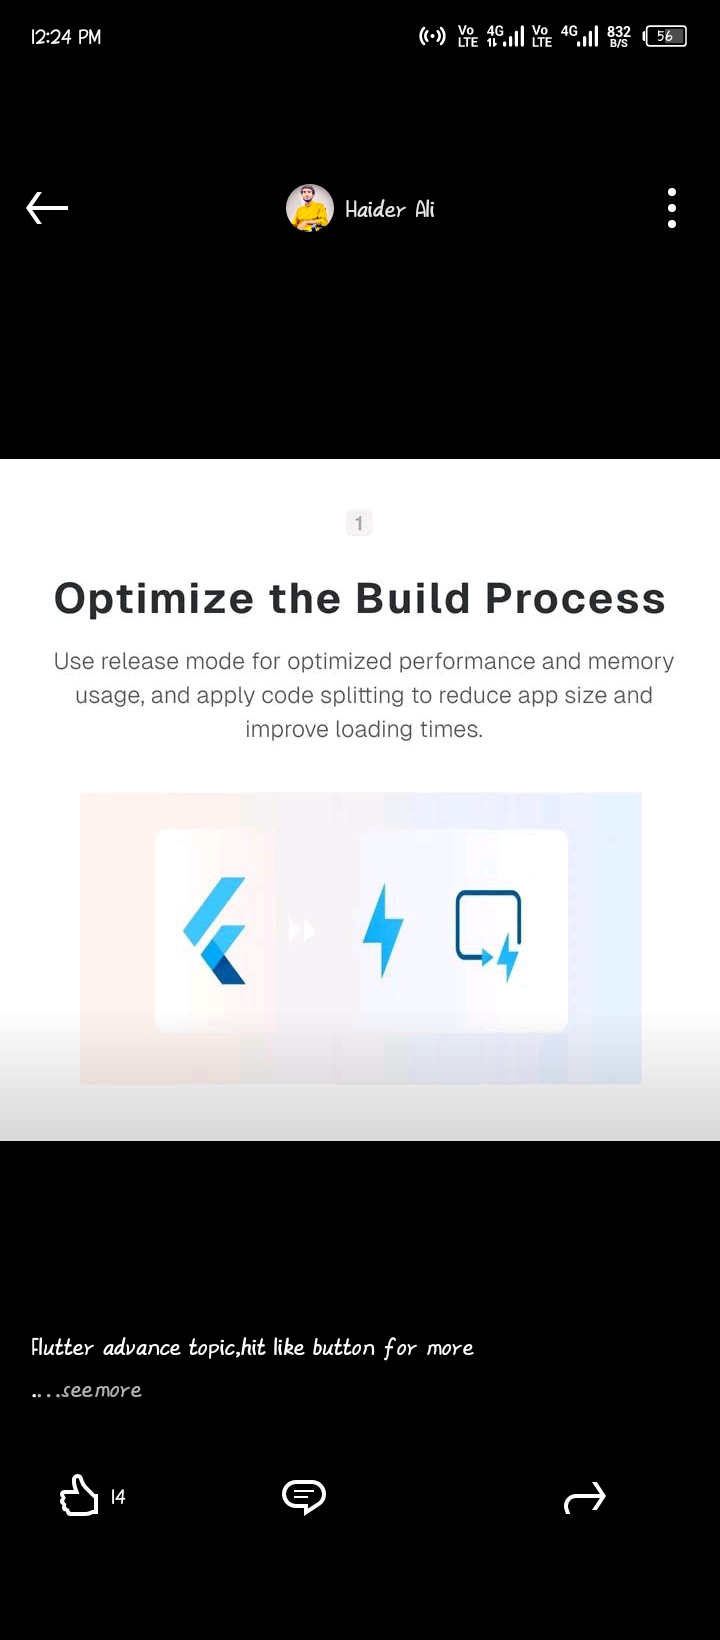 12:24 PM
Vo LTE 4G Vo LTE 4G 832 B/S 56
Haider Ali
1
Optimize the Build Process
Use release mode for optimized performance and memory
usage, and apply code splitting to reduce app size and
improve loading times.
Flutter advance topic,hit like button for more
....see more
14